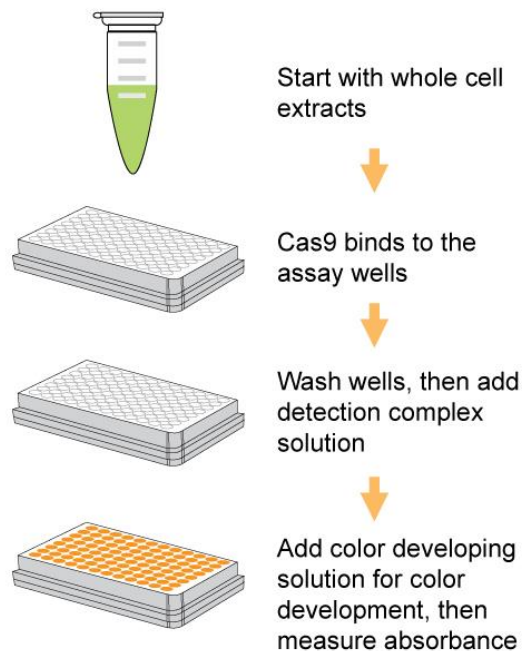 Start with whole cell
extracts
Cas9 binds to the
assay wells
Wash wells, then add
detection complex
solution
Add color developing
solution for color
development, then
measure absorbance